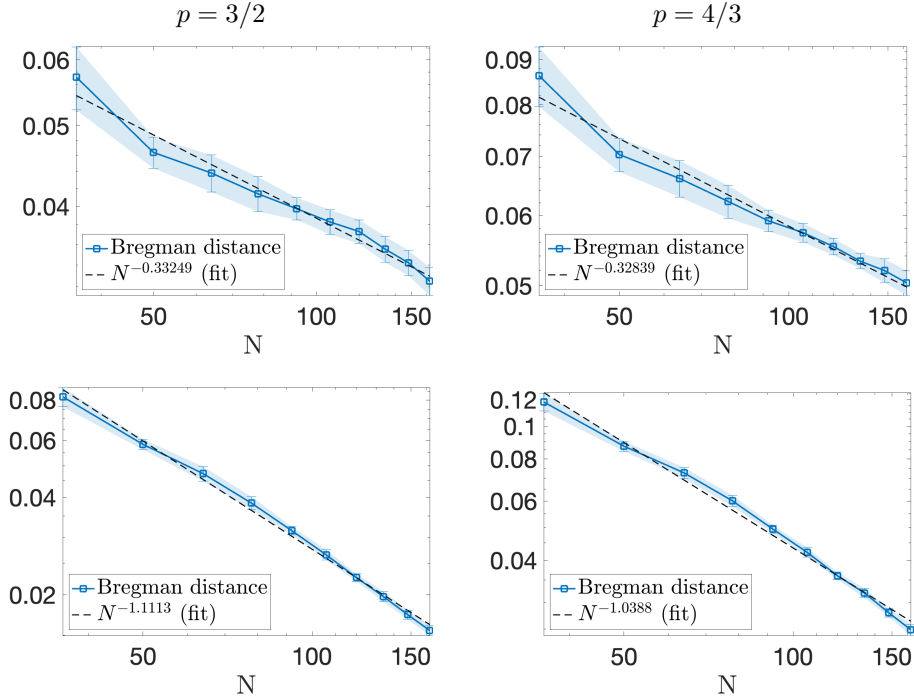 p = 3/2
p = 4/3
0.06
0.05
0.04
Bregman distance
N^{-0.33249} (fit)
50
100
150
N
0.09
0.08
0.07
0.06
0.05
Bregman distance
N^{-0.32839} (fit)
50
100
150
N
0.08
0.06
0.04
0.02
Bregman distance
N^{-1.1113} (fit)
50
100
150
N
0.12
0.1
0.08
0.06
0.04
Bregman distance
N^{-1.0388} (fit)
50
100
150
N